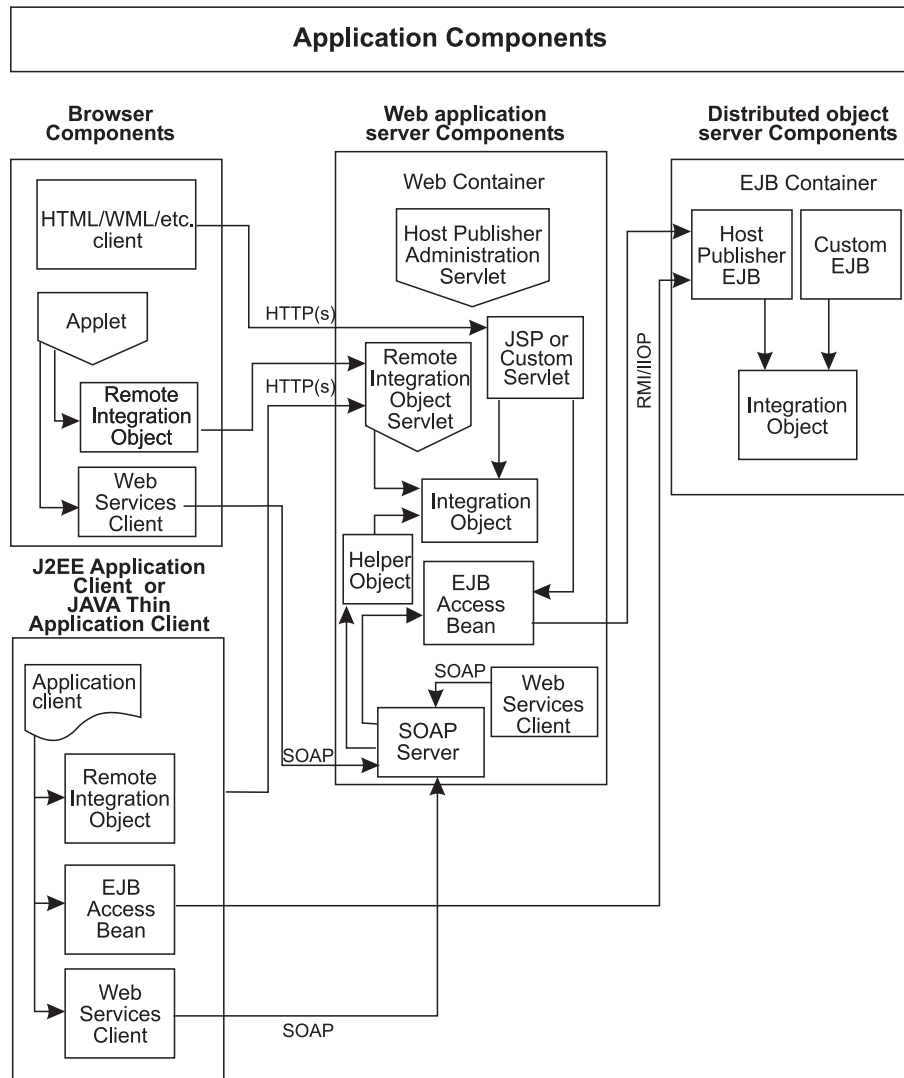 Application Components
Browser
Components
HTML/WML/etc.
client
Applet
Remote
Integration
Object
Web
Services
Client
J2EE Application
Client or
JAVA Thin
Application Client
Application
client
Remote
Integration
Object
EJB
Access
Bean
Web
Services
Client
HTTP(s)
HTTP(s)
SOAP
SOAP
Web application
server Components
Web Container
Host Publisher
Administration
Servlet
JSP or
Custom
Servlet
Remote
Integration
Object
Servlet
Integration
Object
Helper
Object
EJB
Access
Bean
SOAP
Web
Services
Client
SOAP
Server
RMI/IIOP
Distributed object
server Components
EJB Container
Host
Publisher
EJB
Custom
EJB
Integration
Object